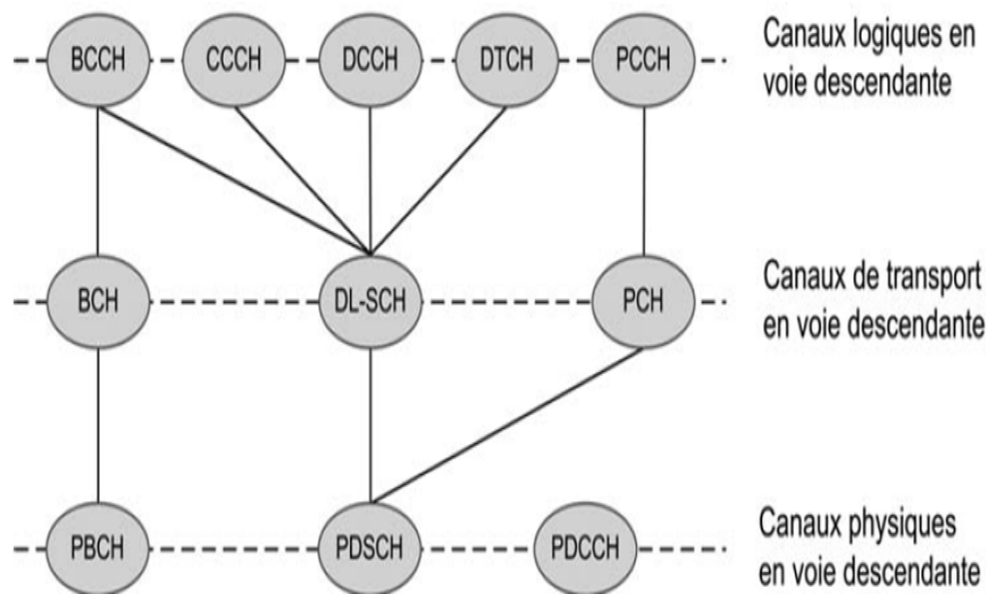 BCCH CCCH DCCH DTCH PCCH
Canaux logiques en
voie descendante
BCH DL-SCH PCH
Canaux de transport
en voie descendante
PBCH PDSCH PDCCH
Canaux physiques
en voie descendante